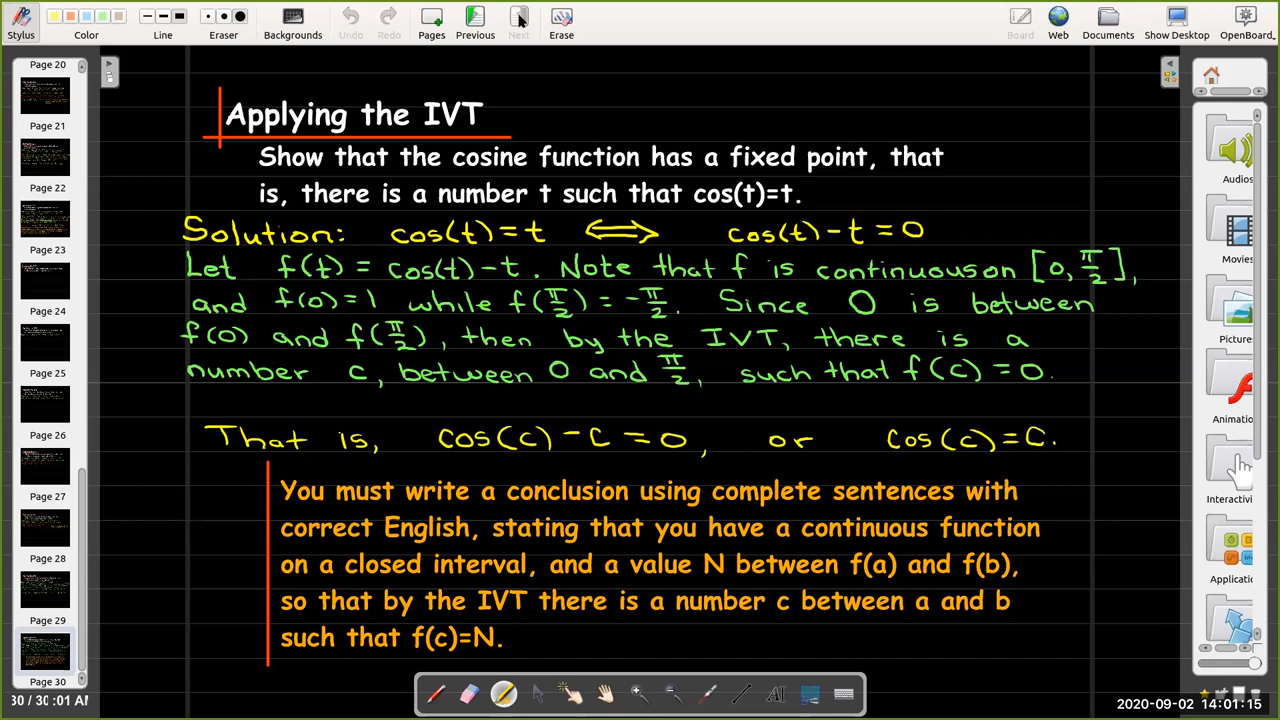 Stylus
Color
Line
Eraser
Backgrounds
Undo
Redo
Pages
Previous
Next
Erase
Board
Web
Documents
Show Desktop
OpenBoard
Page 20
Page 21
Page 22
Page 23
Page 24
Page 25
Page 26
Page 27
Page 28
Page 29
Page 30
30 / 30:01 AM
Applying the IVT
Show that the cosine function has a fixed point, that
is, there is a number t such that cos(t)=t.
Solution: cos(t) = t ⟺ cos(t) - t = 0
Let f(t) = cos(t) - t. Note that f is continuous on [0, π/2],
and f(0) = 1 while f(π/2) = -π/2. Since 0 is between
f(0) and f(π/2), then by the IVT, there is a
number c, between 0 and π/2, such that f(c) = 0.
That is, cos(c) - c = 0, or cos(c) = c.
You must write a conclusion using complete sentences with
correct English, stating that you have a continuous function
on a closed interval, and a value N between f(a) and f(b),
so that by the IVT there is a number c between a and b
such that f(c)=N.
Audios
Movies
Pictures
Animatio
Interactivi
Applicatio
AI
2020-09-02 14:01:15